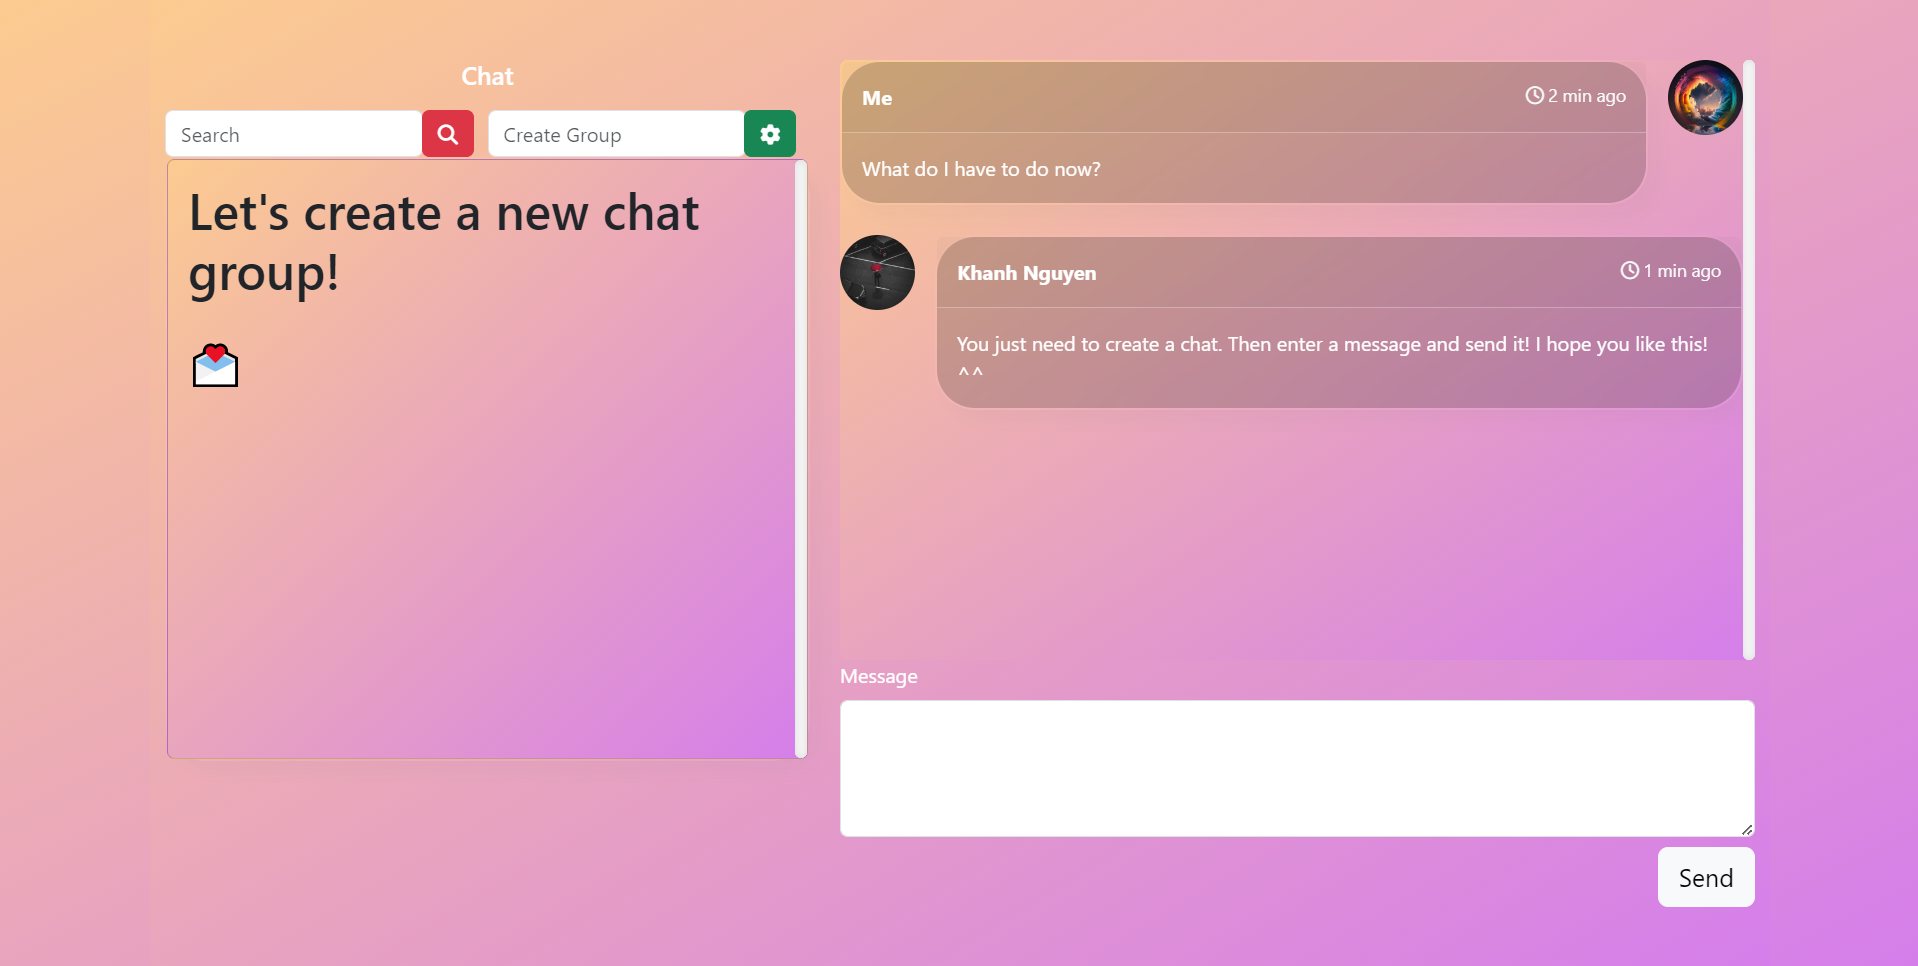 Chat
Search
Create Group
Let's create a new chat
group!
Me
2 min ago
What do I have to do now?
Khanh Nguyen
1 min ago
You just need to create a chat. Then enter a message and send it! I hope you like this!
^^
Message
Send